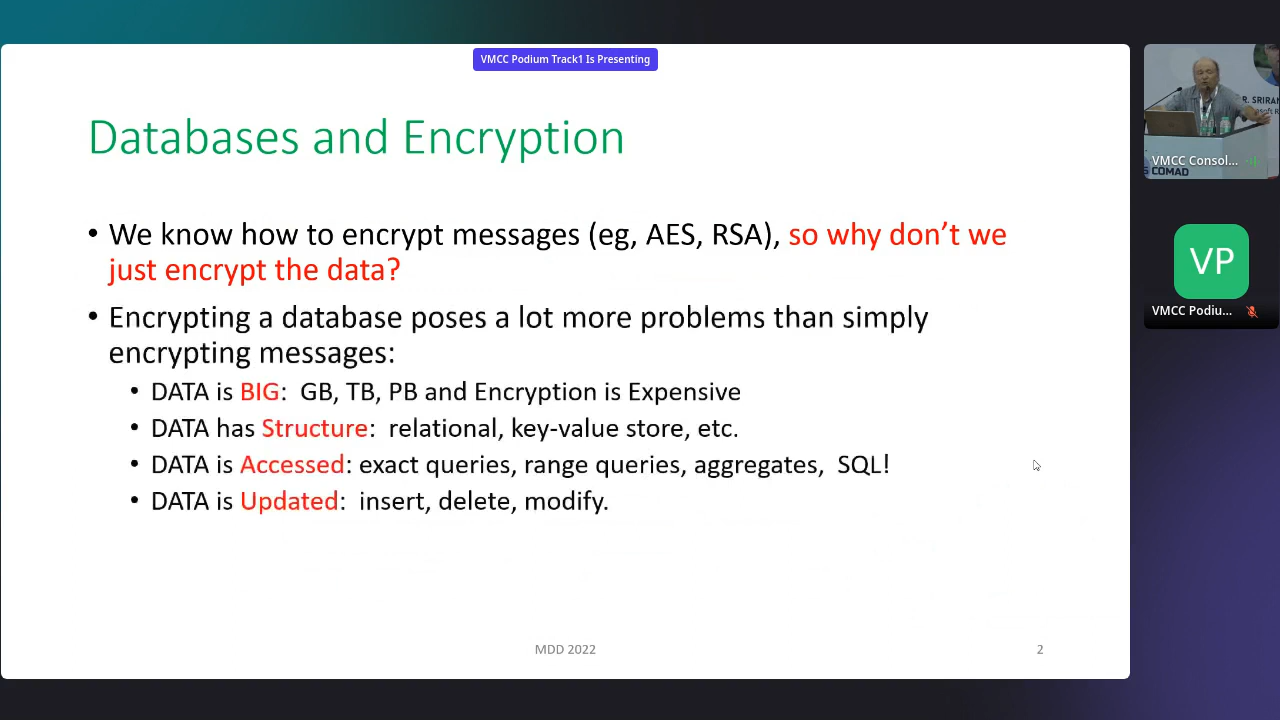 VMCC Podium Track1 Is Presenting
Databases and Encryption
• We know how to encrypt messages (eg, AES, RSA), so why don’t we
just encrypt the data?
• Encrypting a database poses a lot more problems than simply
encrypting messages:
• DATA is BIG: GB, TB, PB and Encryption is Expensive
• DATA has Structure: relational, key-value store, etc.
• DATA is Accessed: exact queries, range queries, aggregates, SQL!
• DATA is Updated: insert, delete, modify.
MDD 2022
2
R. SRIRAM
VMCC Consol...
COMAD
VP
VMCC Podiu...